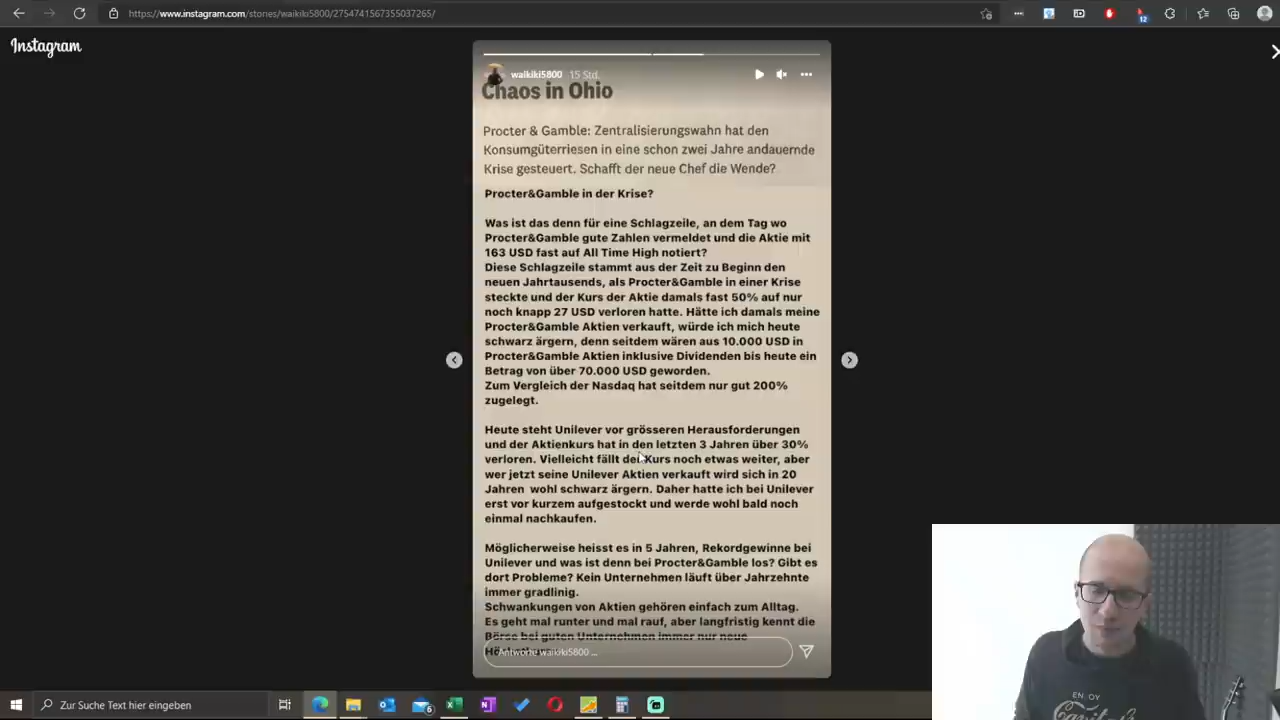 https://www.instagram.com/stories/waikiki5800/2754741567355037265/
12
Instagram
waikiki5800 15 Std.
Chaos in Ohio
Procter & Gamble: Zentralisierungswahn hat den
Konsumgüterriesen in eine schon zwei Jahre andauernde
Krise gesteuert. Schafft der neue Chef die Wende?
Procter&Gamble in der Krise?
Was ist das denn für eine Schlagzeile, an dem Tag wo
Procter&Gamble gute Zahlen vermeldet und die Aktie mit
163 USD fast auf All Time High notiert?
Diese Schlagzeile stammt aus der Zeit zu Beginn den
neuen Jahrtausends, als Procter&Gamble in einer Krise
steckte und der Kurs der Aktie damals fast 50% auf nur
noch knapp 27 USD verloren hatte. Hätte ich damals meine
Procter&Gamble Aktien verkauft, würde ich mich heute
schwarz ärgern, denn seitdem wären aus 10.000 USD in
Procter&Gamble Aktien inklusive Dividenden bis heute ein
Betrag von über 70.000 USD geworden.
Zum Vergleich der Nasdaq hat seitdem nur gut 200%
zugelegt.
Heute steht Unilever vor grösseren Herausforderungen
und der Aktienkurs hat in den letzten 3 Jahren über 30%
verloren. Vielleicht fällt der Kurs noch etwas weiter, aber
wer jetzt seine Unilever Aktien verkauft wird sich in 20
Jahren wohl schwarz ärgern. Daher hatte ich bei Unilever
erst vor kurzem aufgestockt und werde wohl bald noch
einmal nachkaufen.
Möglicherweise heisst es in 5 Jahren, Rekordgewinne bei
Unilever und was ist denn bei Procter&Gamble los? Gibt es
dort Probleme? Kein Unternehmen läuft über Jahrzehnte
immer gradlinig.
Schwankungen von Aktien gehören einfach zum Alltag.
Es geht mal runter und mal rauf, aber langfristig kennt die
Börse bei guten Unternehmen immer nur neue
Antworte waikiki5800 ...
Zur Suche Text hier eingeben
ENJOY